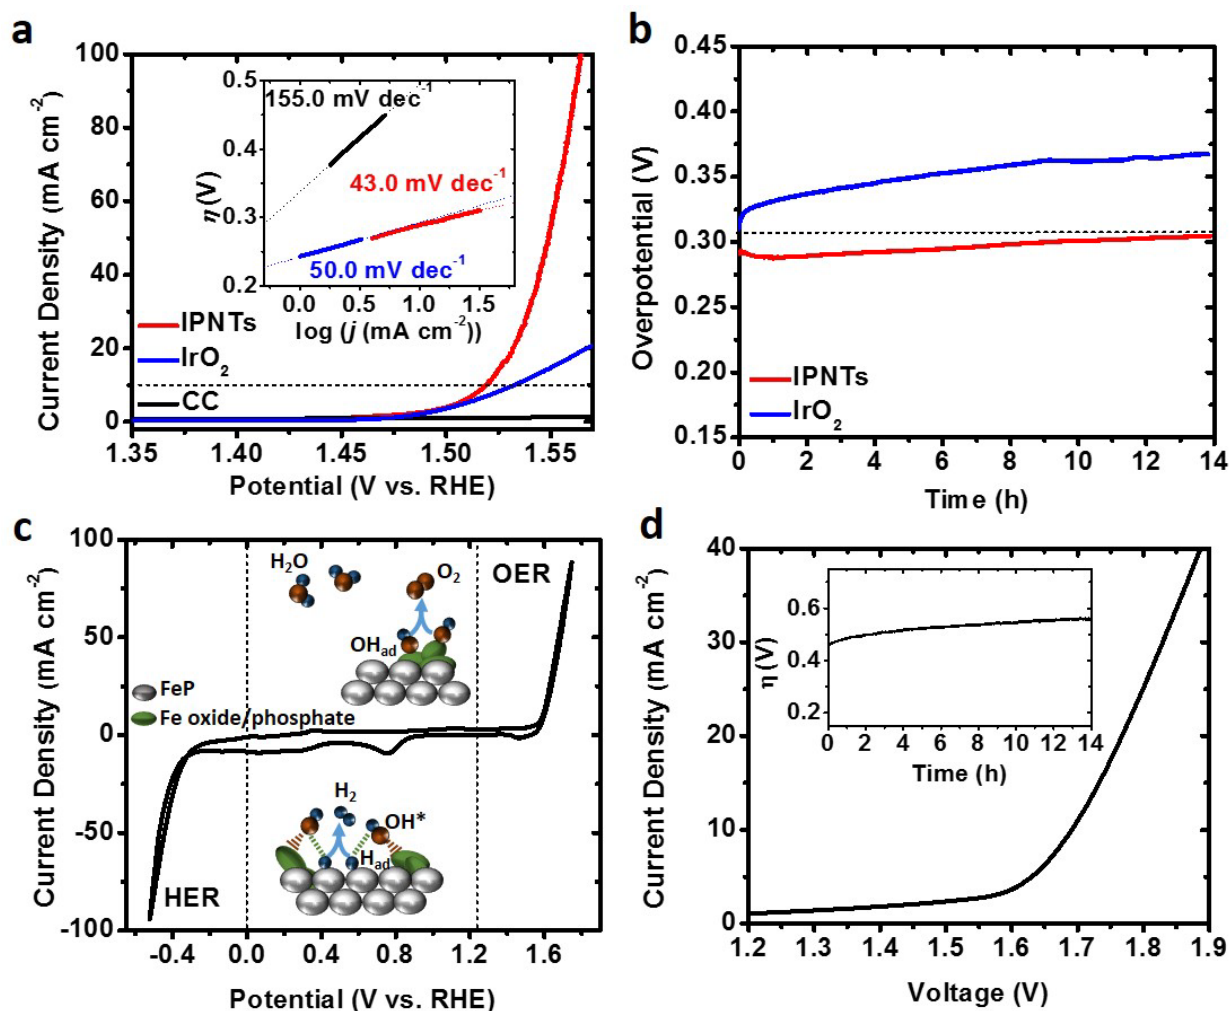 a
Current Density (mA cm⁻²)
100
80
60
40
20
0
1.35 1.40 1.45 1.50 1.55
Potential (V vs. RHE)
IPNTs
IrO₂
CC
η (V)
0.5
0.4
0.3
0.2
0.0 0.5 1.0 1.5
log (j (mA cm⁻²))
155.0 mV dec⁻¹
43.0 mV dec⁻¹
50.0 mV dec⁻¹
b
Overpotential (V)
0.45
0.40
0.35
0.30
0.25
0.20
0.15
0 2 4 6 8 10 12 14
Time (h)
IPNTs
IrO₂
c
Current Density (mA cm⁻²)
100
50
0
-50
-100
-0.4 0.0 0.4 0.8 1.2 1.6
Potential (V vs. RHE)
H₂O
O₂
OER
OHad
FeP
Fe oxide/phosphate
H₂
OH*
Had
HER
d
Current Density (mA cm⁻²)
40
30
20
10
0
1.2 1.3 1.4 1.5 1.6 1.7 1.8 1.9
Voltage (V)
η (V)
0.6
0.4
0.2
0 2 4 6 8 10 12 14
Time (h)